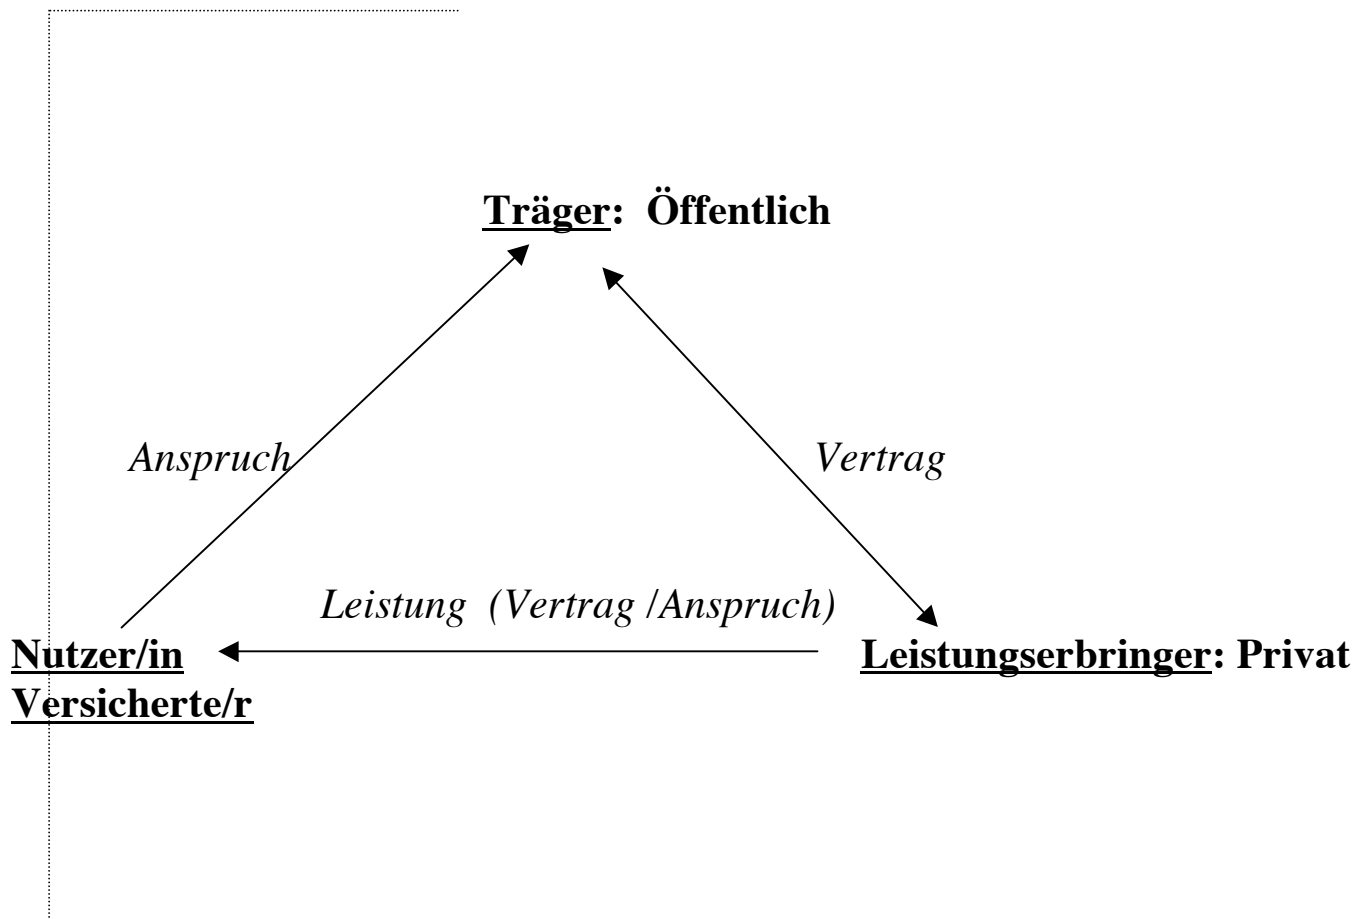 Träger: Öffentlich
Anspruch
Vertrag
Leistung (Vertrag /Anspruch)
Nutzer/in
Leistungserbringer: Privat
Versicherte/r